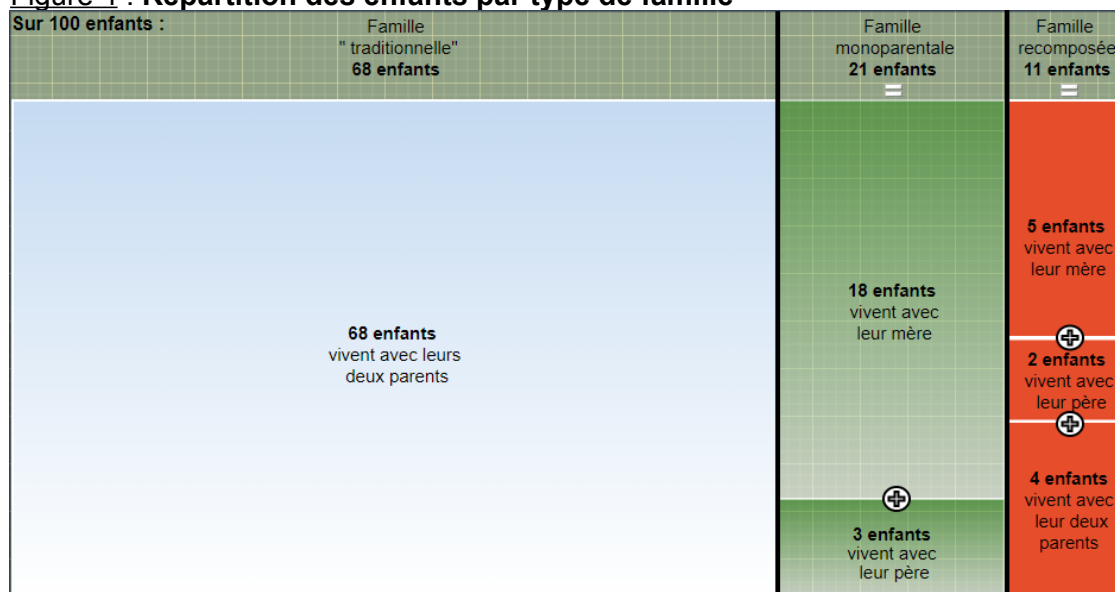 Figure 1 : Répartition des enfants par type de famille
Sur 100 enfants :
Famille
" traditionnelle"
68 enfants
Famille
monoparentale
21 enfants
=
Famille
recomposée
11 enfants
=
68 enfants
vivent avec leurs
deux parents
18 enfants
vivent avec
leur mère
3 enfants
vivent avec
leur père
5 enfants
vivent avec
leur mère
2 enfants
vivent avec
leur père
4 enfants
vivent avec
leur deux
parents